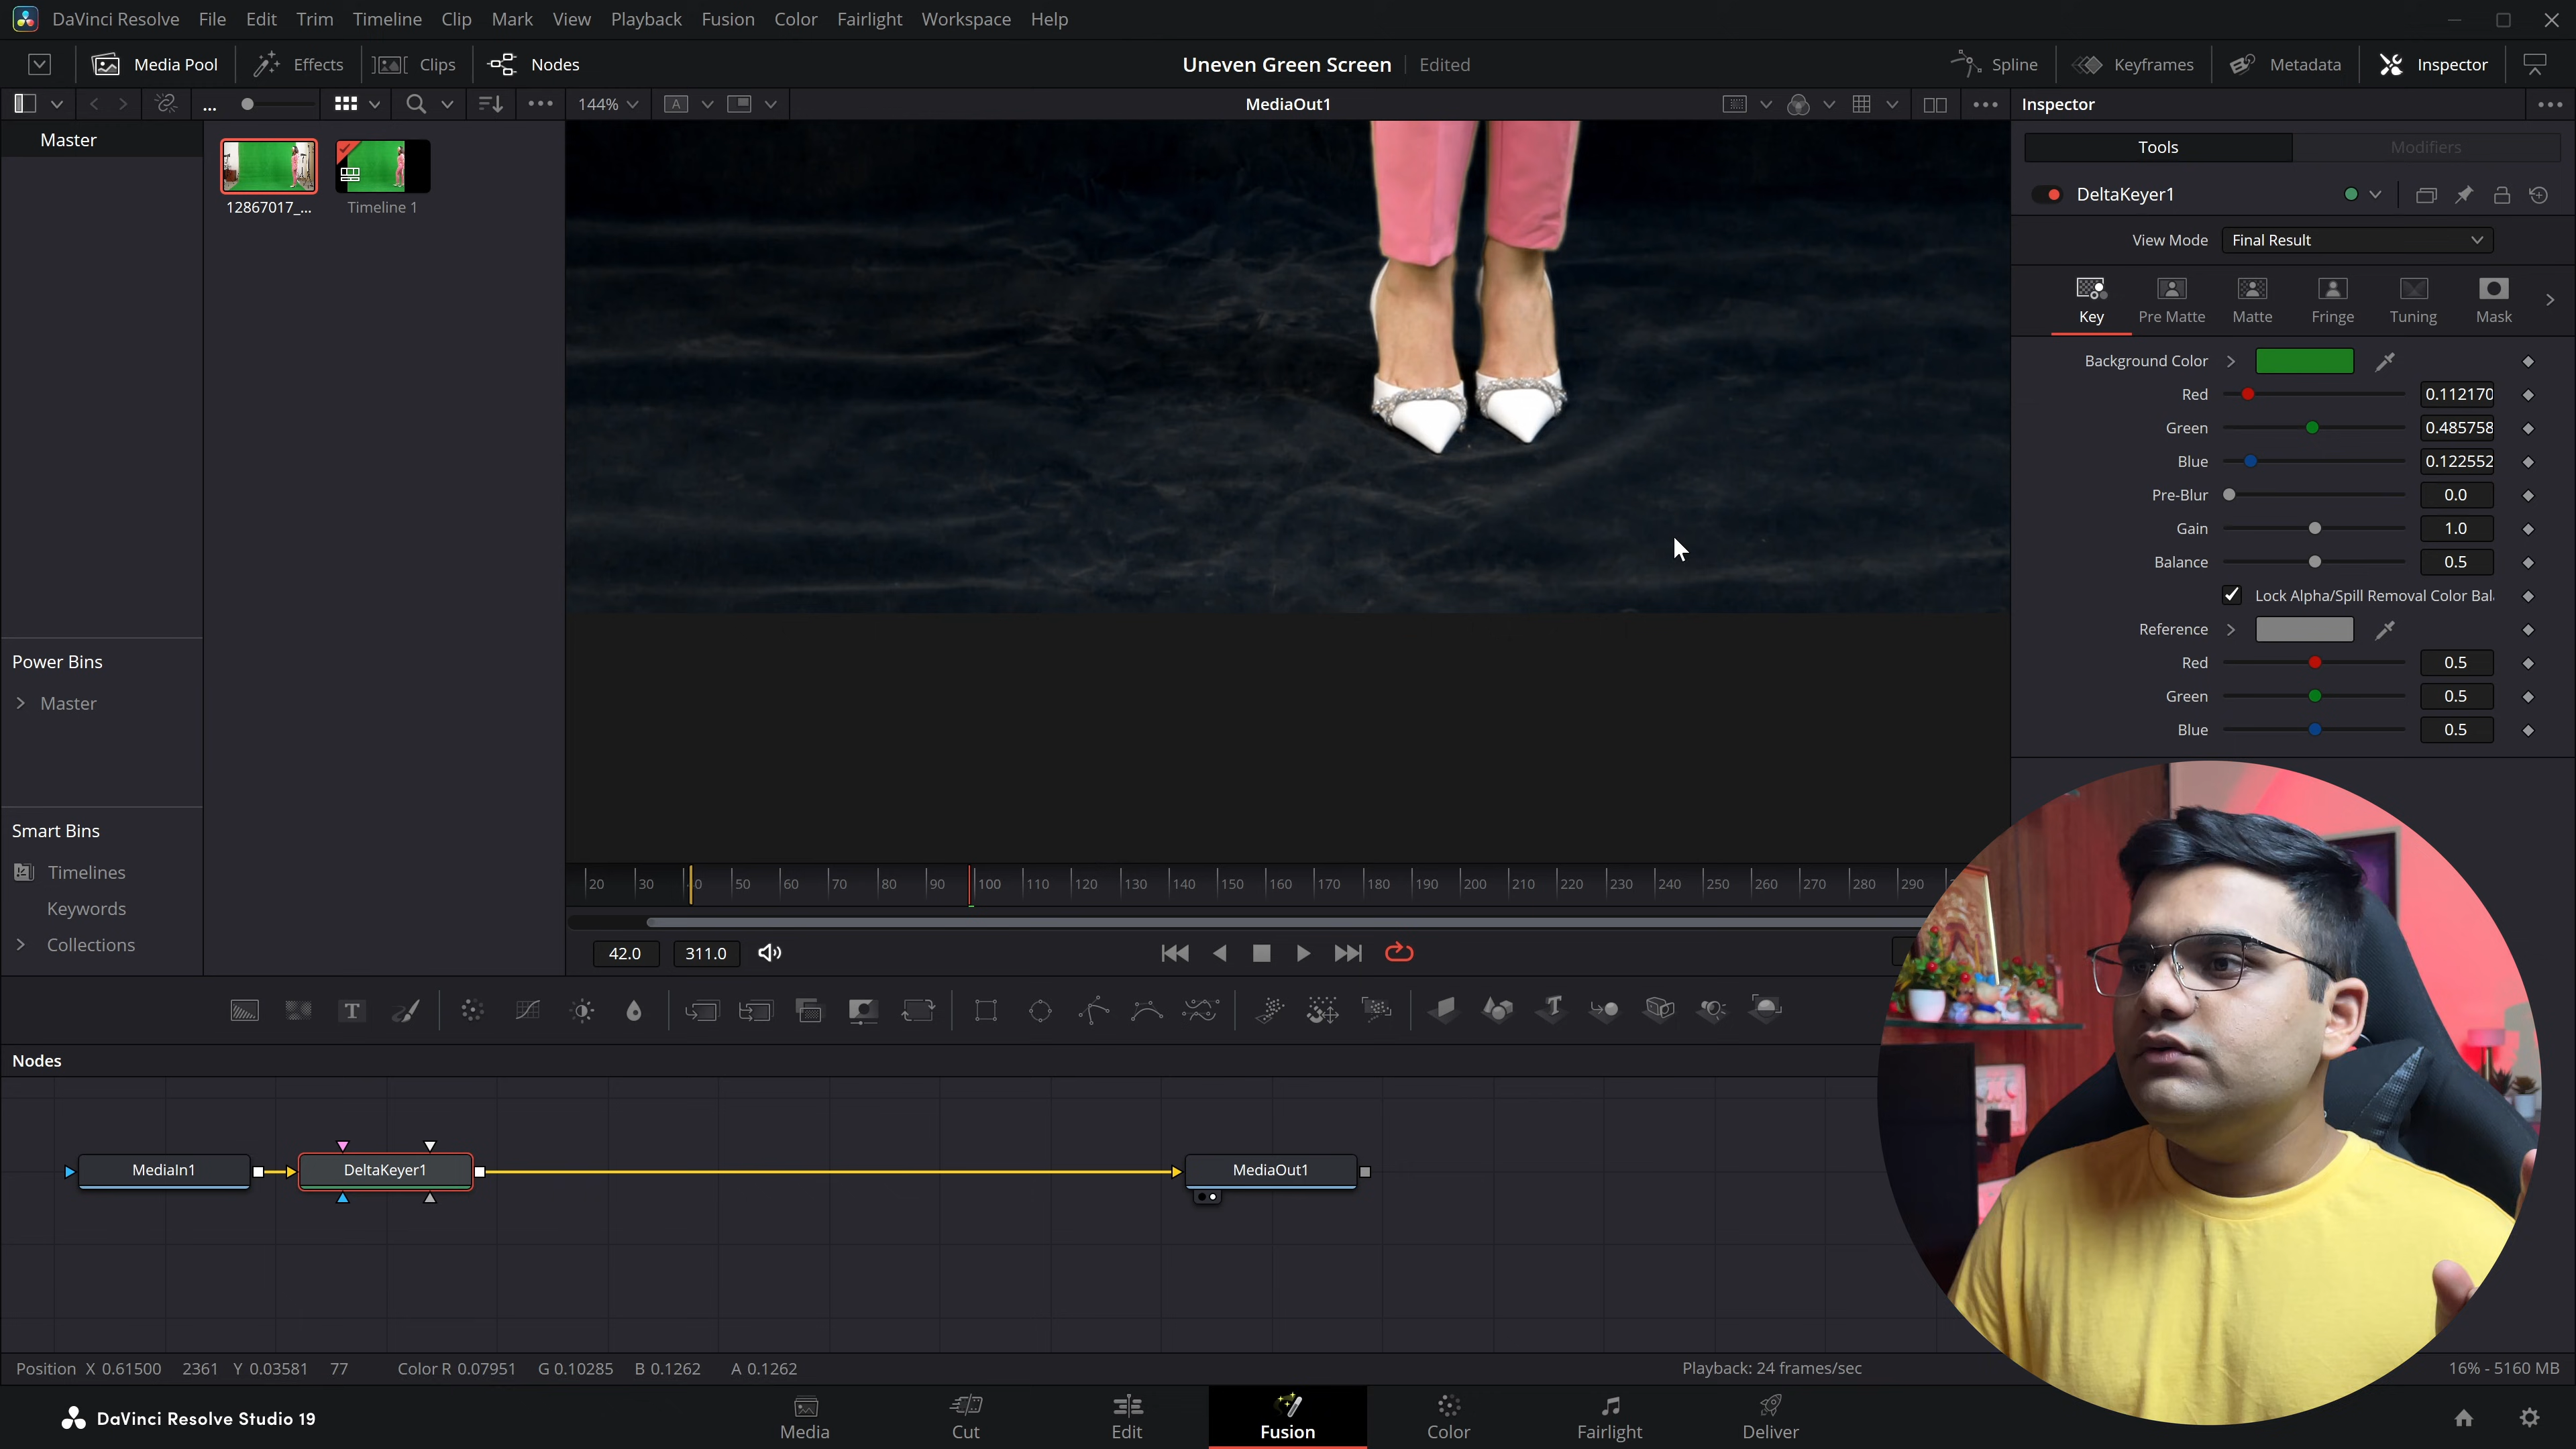 DaVinci Resolve File Edit Trim Timeline Clip Mark View Playback Fusion Color Fairlight Workspace Help
Media Pool Effects Clips Nodes Uneven Green Screen Edited Spline Keyframes Metadata Inspector
... 144% A MediaOut1 Inspector
Master
12867017_...
Timeline 1
Tools Modifiers
DeltaKeyer1
View Mode Final Result
Key Pre Matte Matte Fringe Tuning Mask
Background Color
Red 0.112170
Green 0.485758
Blue 0.122552
Pre-Blur 0.0
Gain 1.0
Balance 0.5
Lock Alpha/Spill Removal Color Bal
Reference
Red 0.5
Green 0.5
Blue 0.5
Power Bins
Master
Smart Bins
Timelines
Keywords
Collections
20 30 50 60 70 80 90 100 110 120 130 140 150 160 170 180 190 200 210 220 230 240 250 260 270 280 290
42.0 311.0
T T
Nodes
MediaIn1 DeltaKeyer1 MediaOut1
Position X 0.61500 2361 Y 0.03581 77 Color R 0.07951 G 0.10285 B 0.1262 A 0.1262 Playback: 24 frames/sec 16% - 5160 MB
DaVinci Resolve Studio 19
Media Cut Edit Fusion Color Fairlight Deliver